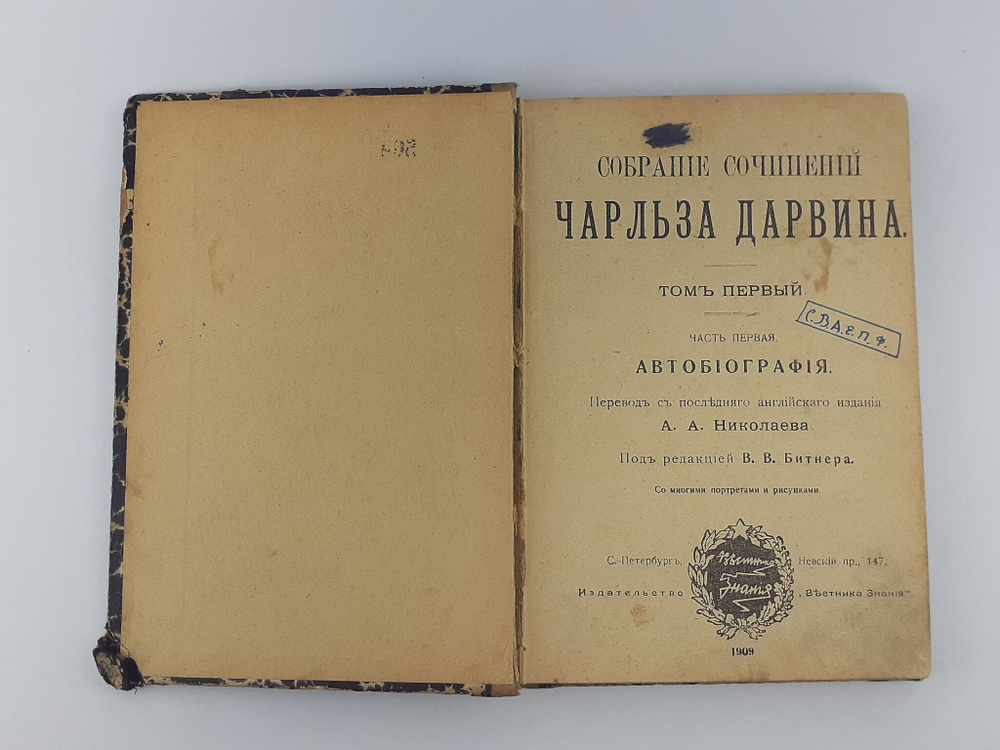 СОБРАНІЕ СОЧИНЕНІЙ
ЧАРЛЬЗА ДАРВИНА.
ТОМЪ ПЕРВЫЙ.
С.В.А.Е.П.Ф.
ЧАСТЬ ПЕРВАЯ.
АВТОБІОГРАФІЯ.
Переводъ съ послѣдняго англійскаго изданія
А. А. Николаева
Подъ редакціей В. В. Битнера.
Со многими портретами и рисунками.
С.-Петербургъ, Невскій пр., 147.
Вѣстникъ
Знанія
Издательство „Вѣстника Знанія“
1909